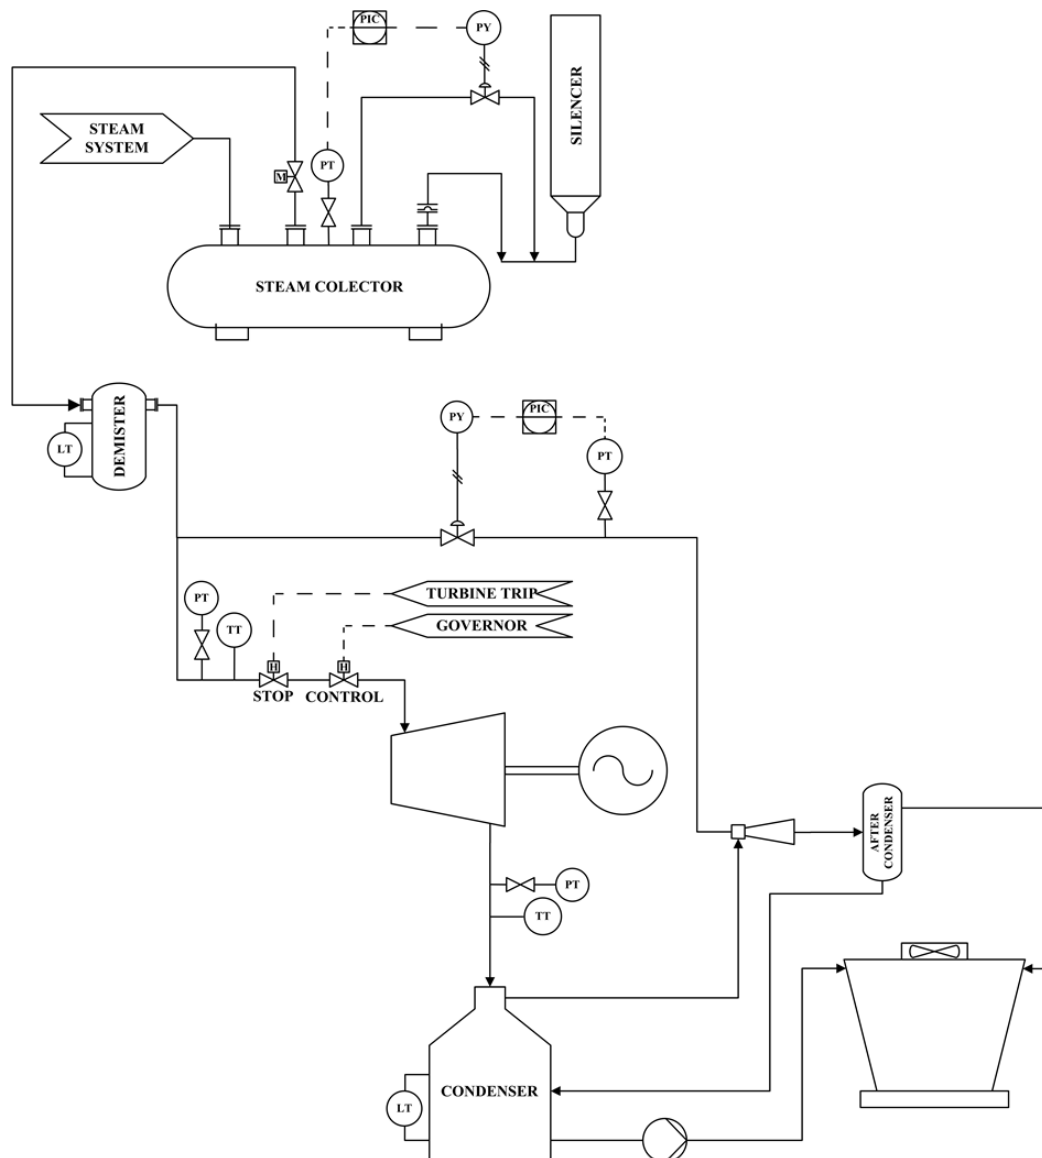 PIC
PY
SILENCER
STEAM
SYSTEM
PT
M
STEAM COLECTOR
DEMISTER
LT
PY
PIC
PT
PT
TT
TURBINE TRIP
GOVERNOR
H
H
STOP
CONTROL
AFTER
CONDENSER
PT
TT
CONDENSER
LT